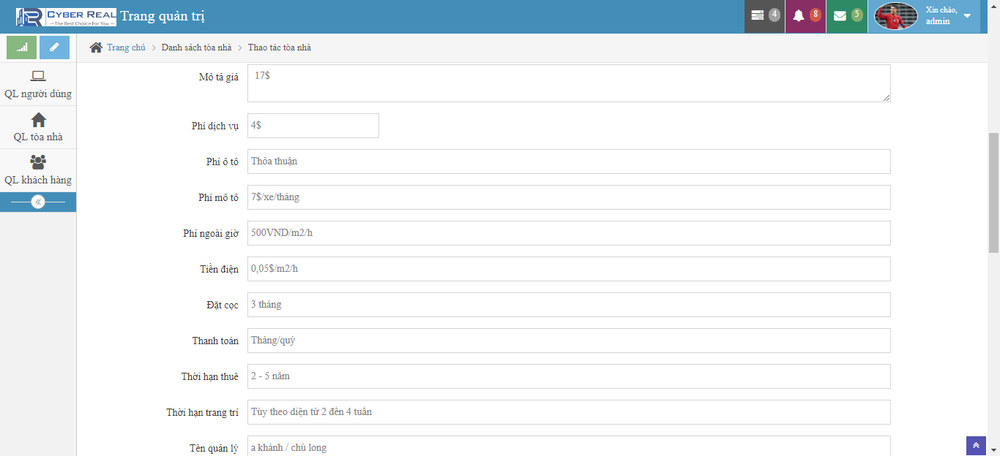 CYBER REAL
The Best Choice For You
Trang quản trị
4
8
5
Xin chào,
admin
Trang chủ
Danh sách tòa nhà
Thao tác tòa nhà
QL người dùng
QL tòa nhà
QL khách hàng
Mô tả giá
17$
Phí dịch vụ
4$
Phí ô tô
Thỏa thuận
Phí mô tô
7$/xe/tháng
Phí ngoài giờ
500VND/m2/h
Tiền điện
0,05$/m2/h
Đặt cọc
3 tháng
Thanh toán
Tháng/quý
Thời hạn thuê
2 - 5 năm
Thời hạn trang trí
Tùy theo diện từ 2 đến 4 tuần
Tên quản lý
a khánh / chú long